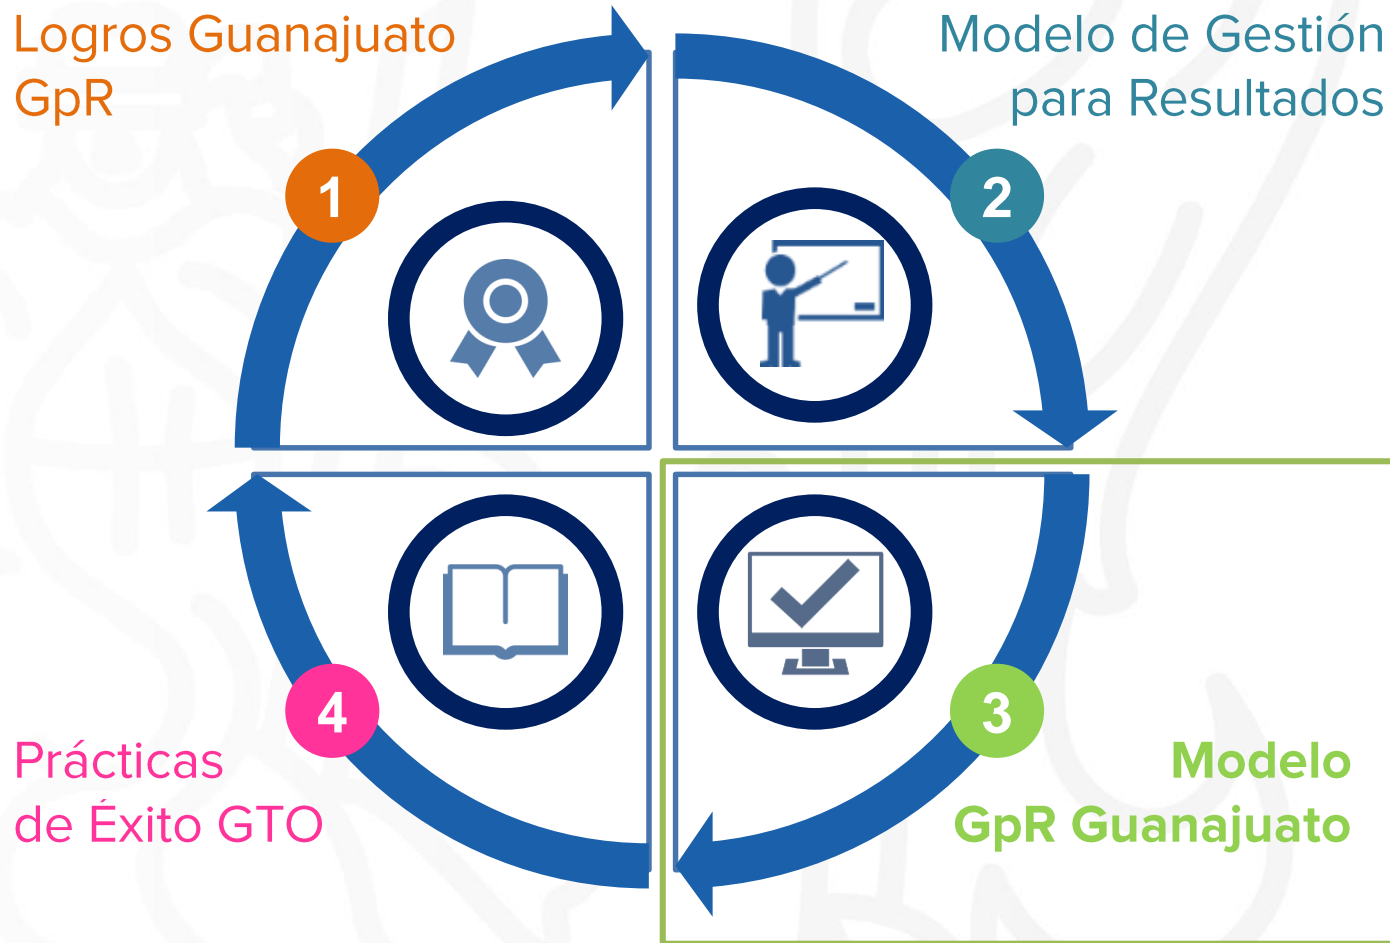 Logros Guanajuato
GpR
1
Modelo de Gestión
para Resultados
2
3
Modelo
GpR Guanajuato
4
Prácticas
de Éxito GTO